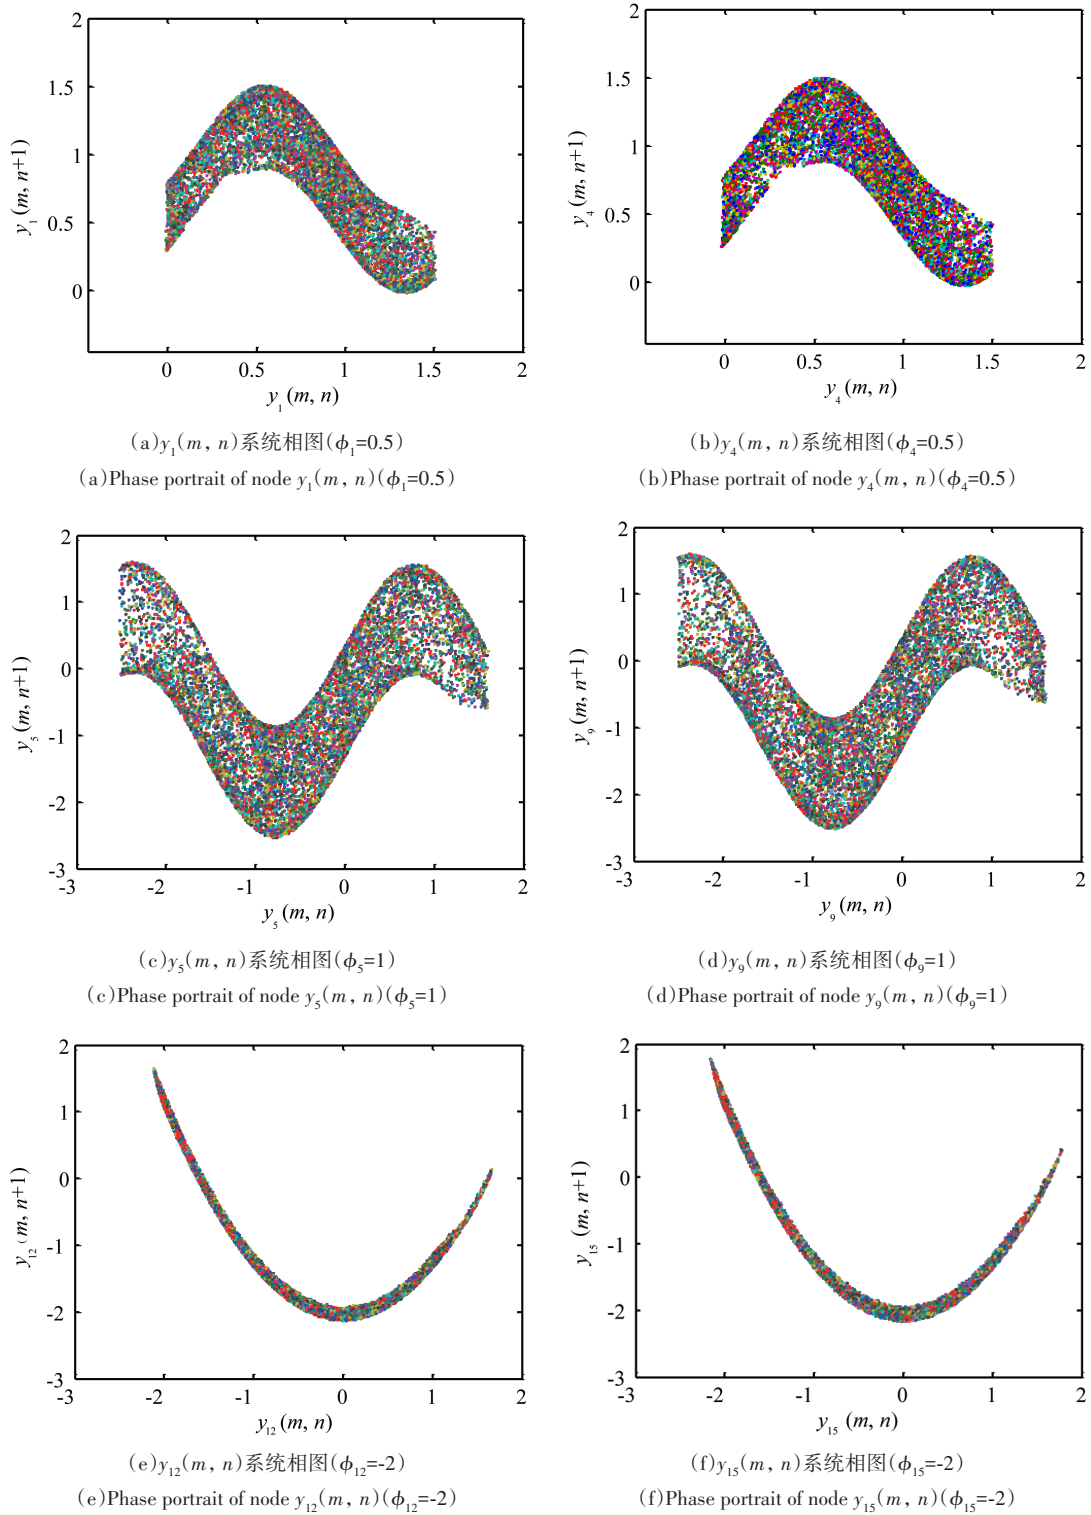 2
1.5
1
0.5
0
y1(m, n+1)
0 0.5 1 1.5 2
y1(m, n)
(a)y1(m, n)系统相图(ϕ1=0.5)
(a)Phase portrait of node y1(m, n)(ϕ1=0.5)
2
1.5
1
0.5
0
y4(m, n+1)
0 0.5 1 1.5 2
y4(m, n)
(b)y4(m, n)系统相图(ϕ4=0.5)
(b)Phase portrait of node y4(m, n)(ϕ4=0.5)
2
1
0
-1
-2
-3
y5(m, n+1)
-3 -2 -1 0 1 2
y5(m, n)
(c)y5(m, n)系统相图(ϕ5=1)
(c)Phase portrait of node y5(m, n)(ϕ5=1)
2
1
0
-1
-2
-3
y9(m, n+1)
-3 -2 -1 0 1 2
y9(m, n)
(d)y9(m, n)系统相图(ϕ9=1)
(d)Phase portrait of node y9(m, n)(ϕ9=1)
2
1
0
-1
-2
-3
y12(m, n+1)
-3 -2 -1 0 1 2
y12(m, n)
(e)y12(m, n)系统相图(ϕ12=-2)
(e)Phase portrait of node y12(m, n)(ϕ12=-2)
2
1
0
-1
-2
-3
y15 (m, n+1)
-3 -2 -1 0 1 2
y15 (m, n)
(f)y15(m, n)系统相图(ϕ15=-2)
(f)Phase portrait of node y15(m, n)(ϕ15=-2)